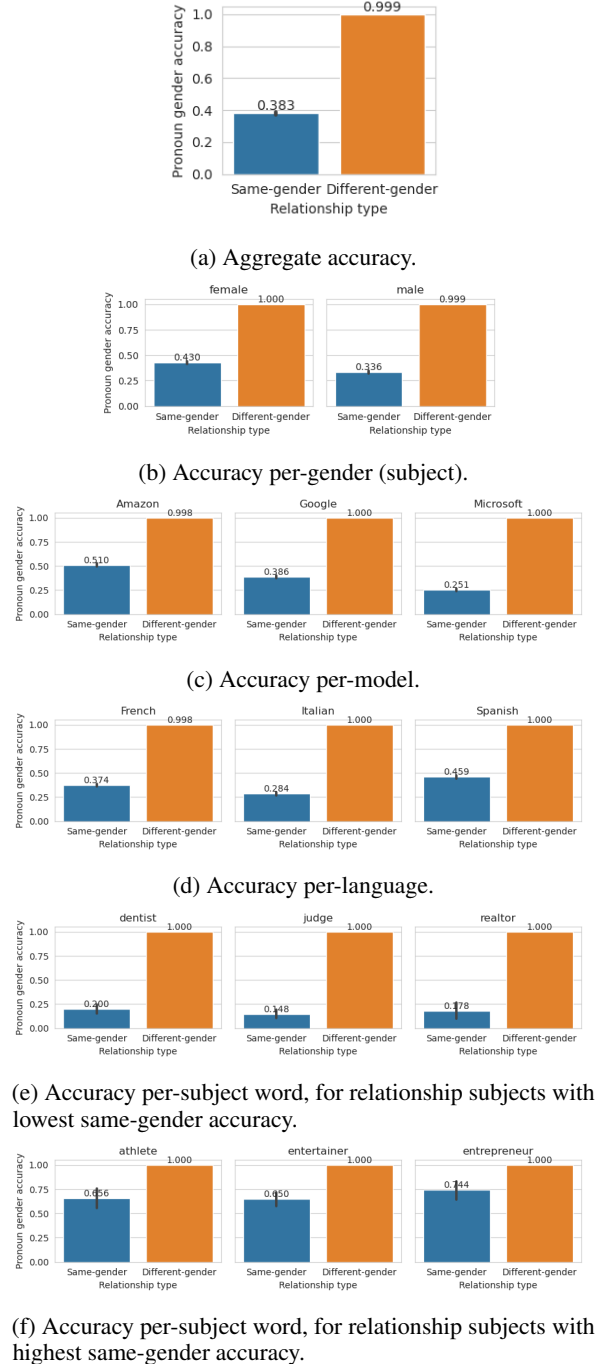 Pronoun gender accuracy
1.0
0.8
0.6
0.4
0.2
0.0
0.383
0.999
Same-gender Different-gender
Relationship type
(a) Aggregate accuracy.
female male
Pronoun gender accuracy
1.00
0.75
0.50
0.25
0.00
0.430 1.000 0.336 0.999
Same-gender Different-gender Same-gender Different-gender
Relationship type Relationship type
(b) Accuracy per-gender (subject).
Amazon Google Microsoft
Pronoun gender accuracy
1.00
0.75
0.50
0.25
0.00
0.510 0.998 0.386 1.000 0.251 1.000
Same-gender Different-gender Same-gender Different-gender Same-gender Different-gender
Relationship type Relationship type Relationship type
(c) Accuracy per-model.
French Italian Spanish
Pronoun gender accuracy
1.00
0.75
0.50
0.25
0.00
0.374 0.998 0.284 1.000 0.459 1.000
Same-gender Different-gender Same-gender Different-gender Same-gender Different-gender
Relationship type Relationship type Relationship type
(d) Accuracy per-language.
dentist judge realtor
Pronoun gender accuracy
1.00
0.75
0.50
0.25
0.00
0.200 1.000 0.148 1.000 0.178 1.000
Same-gender Different-gender Same-gender Different-gender Same-gender Different-gender
Relationship type Relationship type Relationship type
(e) Accuracy per-subject word, for relationship subjects with
lowest same-gender accuracy.
athlete entertainer entrepreneur
Pronoun gender accuracy
1.00
0.75
0.50
0.25
0.00
0.656 1.000 0.650 1.000 0.744 1.000
Same-gender Different-gender Same-gender Different-gender Same-gender Different-gender
Relationship type Relationship type Relationship type
(f) Accuracy per-subject word, for relationship subjects with
highest same-gender accuracy.